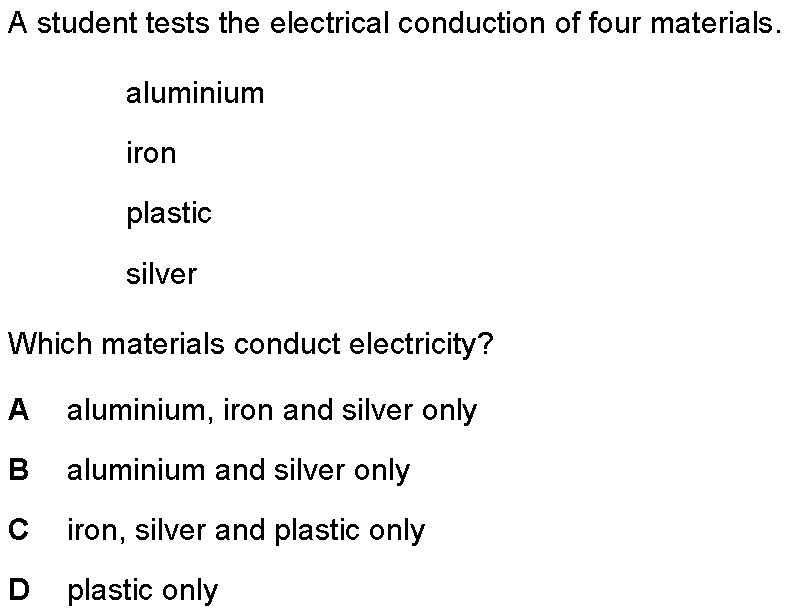 A student tests the electrical conduction of four materials.
aluminium
iron
plastic
silver
Which materials conduct electricity?
A aluminium, iron and silver only
B aluminium and silver only
C iron, silver and plastic only
D plastic only